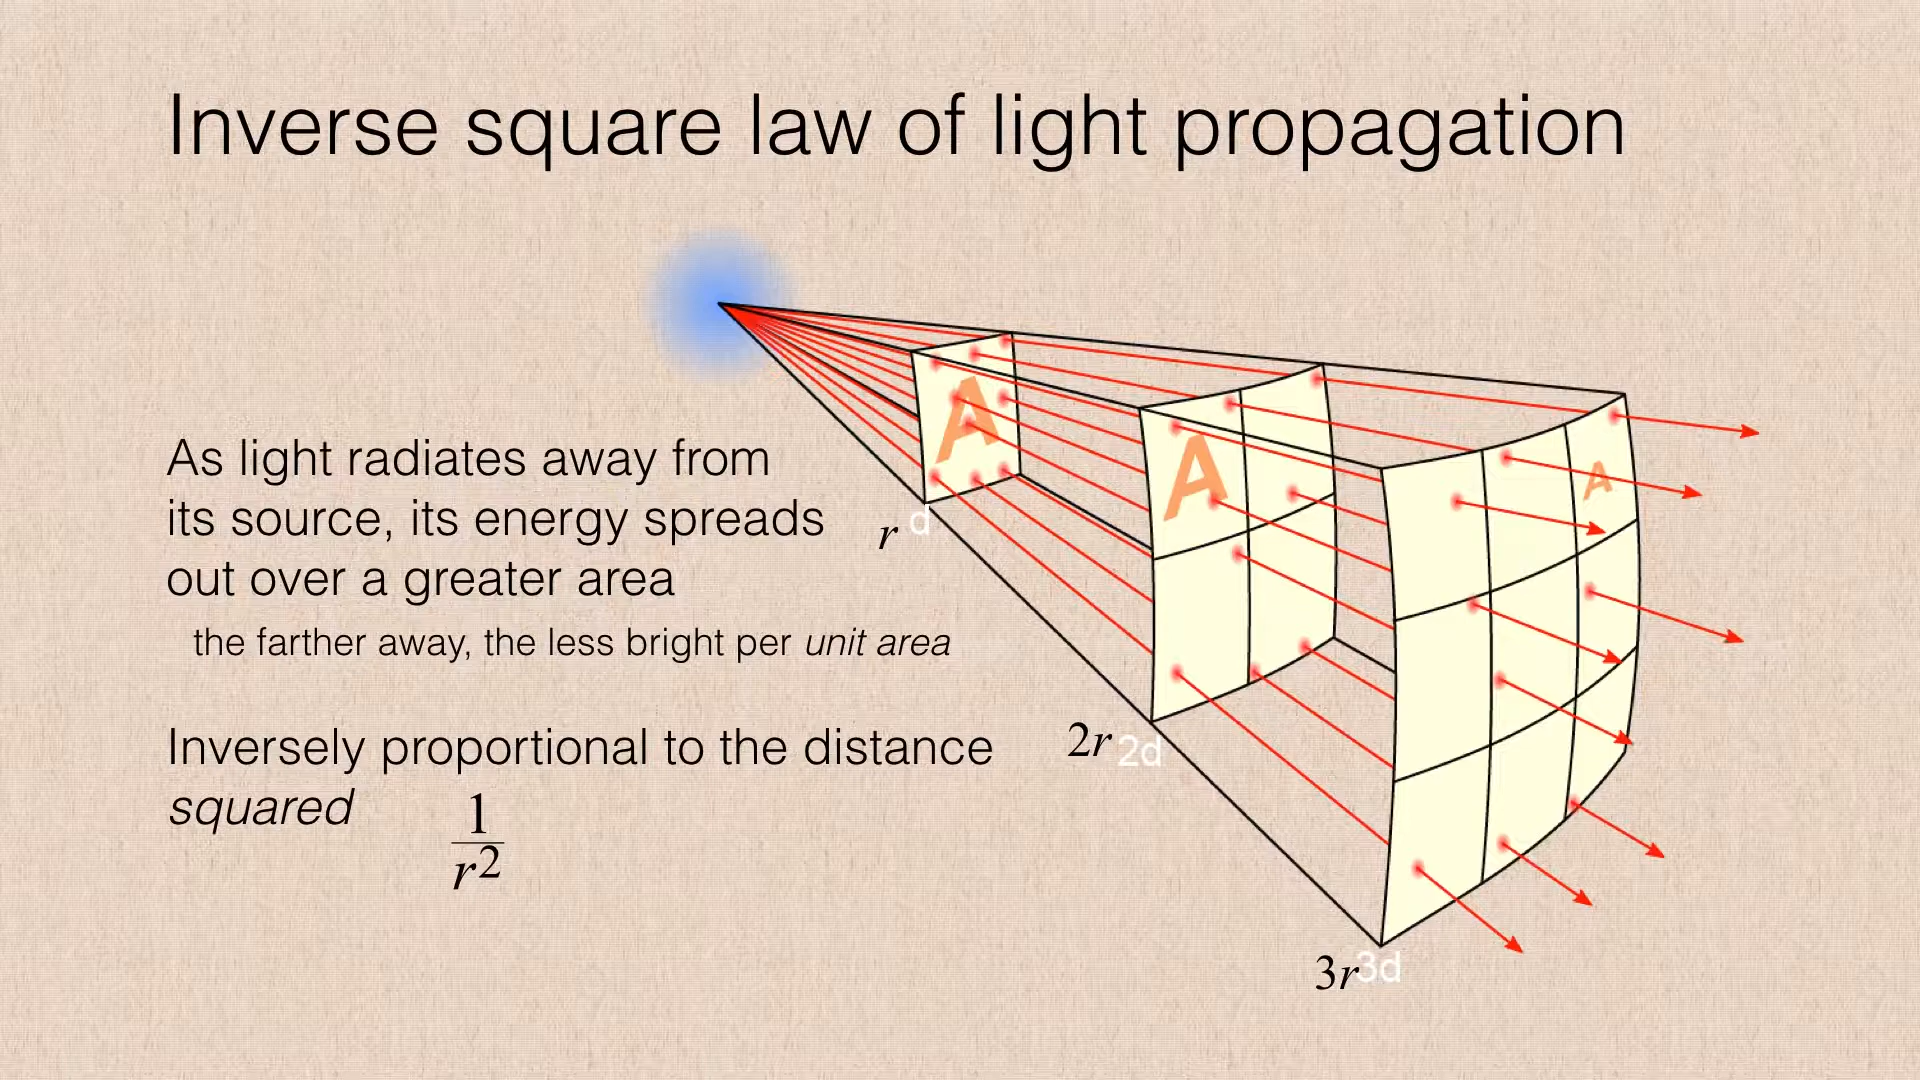 Inverse square law of light propagation
A
A
A
As light radiates away from
its source, its energy spreads
out over a greater area
r d
the farther away, the less bright per unit area
Inversely proportional to the distance
squared
1
r²
2r 2d
3r 3d